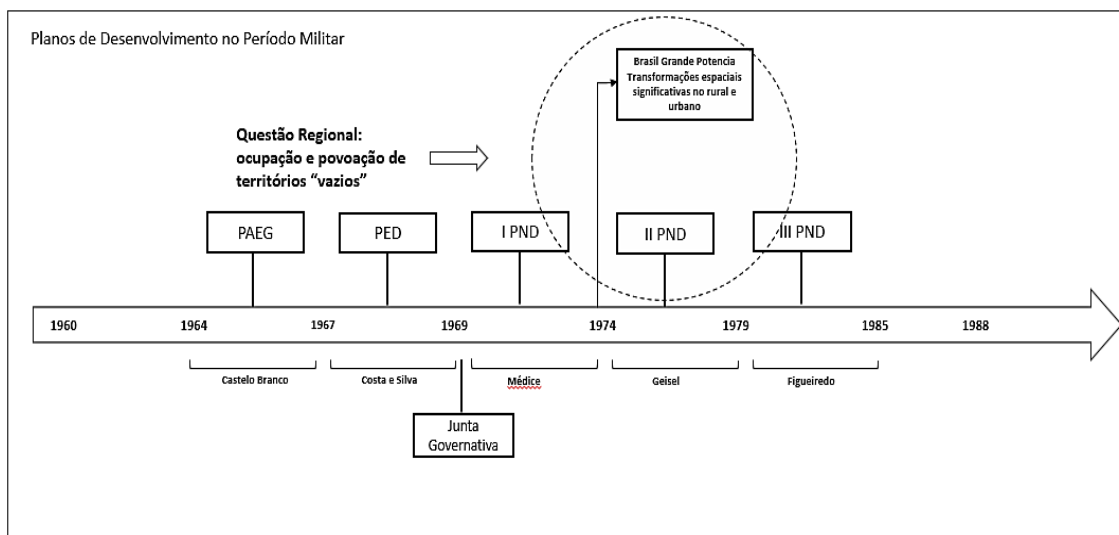 Planos de Desenvolvimento no Período Militar
Brasil Grande Potencia
Transformações espaciais
significativas no rural e
urbano
Questão Regional:
ocupação e povoação de
territórios “vazios”
PAEG
PED
I PND
II PND
III PND
1960
1964
1967
1969
1974
1979
1985
1988
Castelo Branco
Costa e Silva
Médice
Geisel
Figueiredo
Junta
Governativa